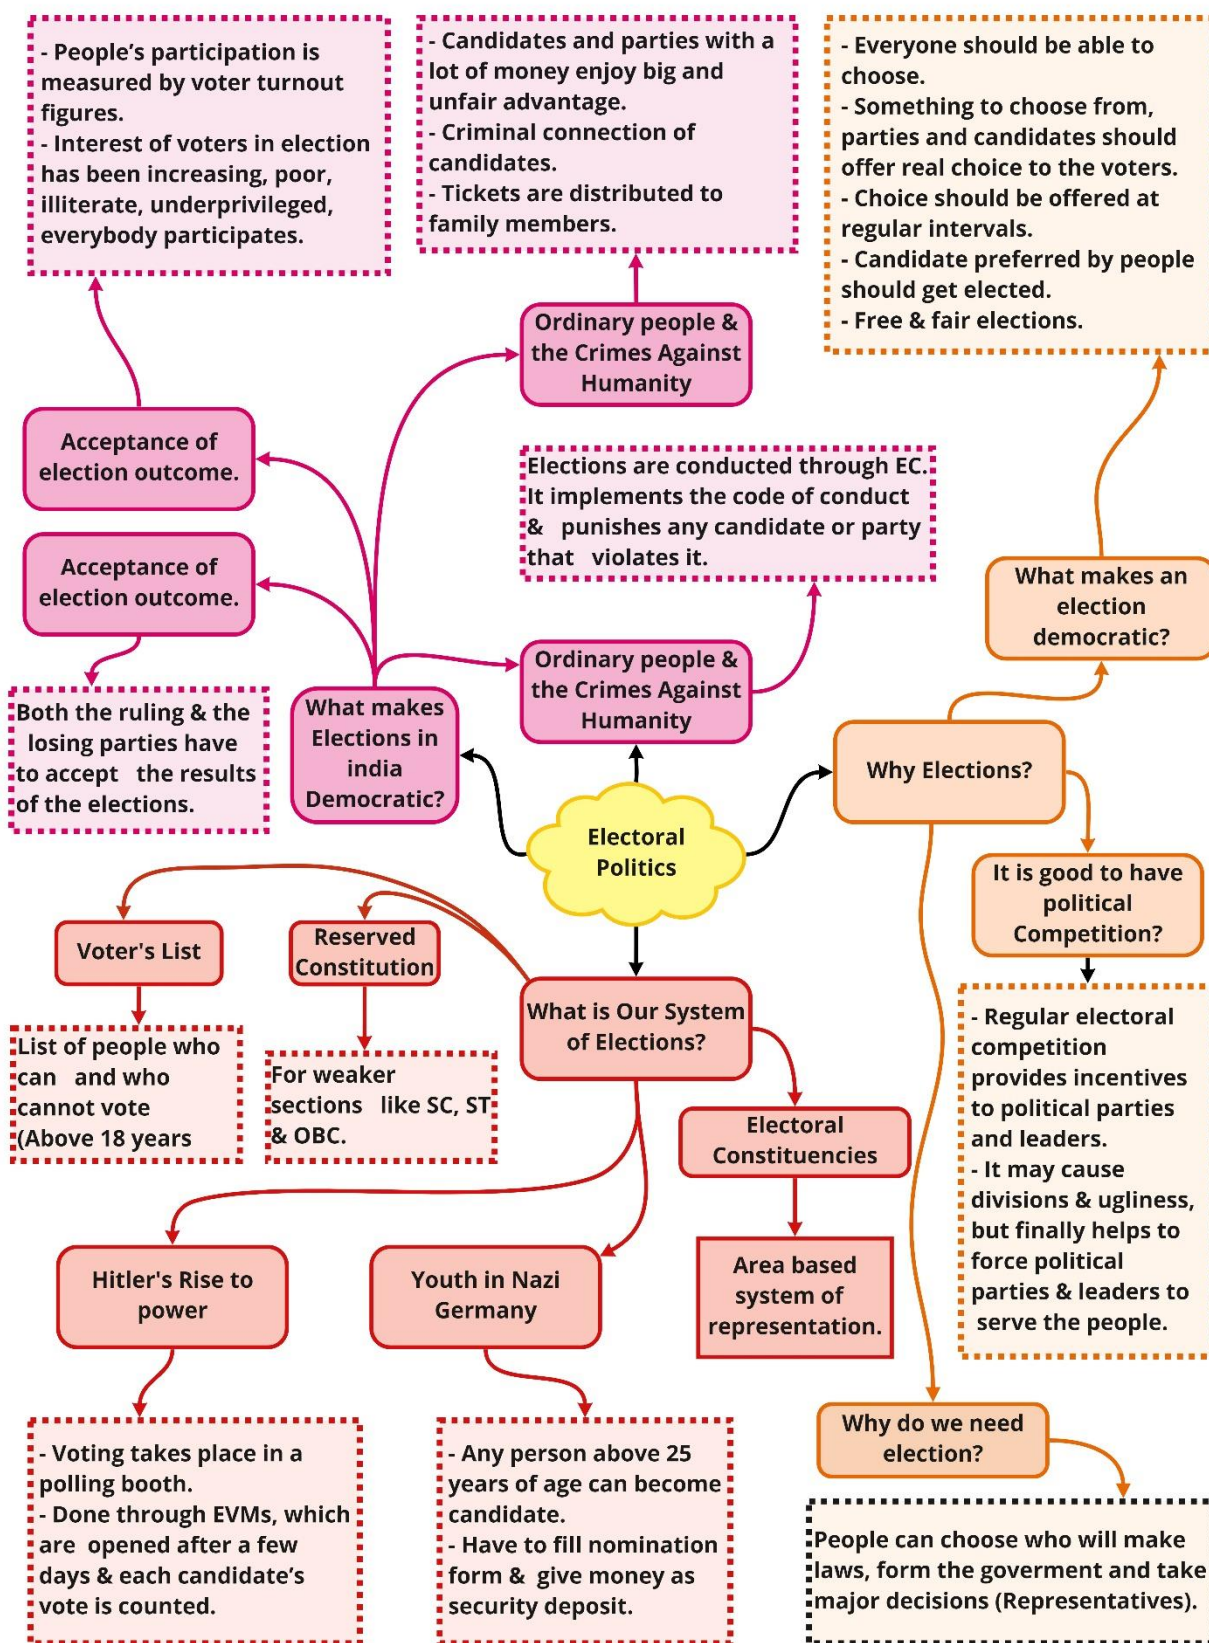 - People's participation is
measured by voter turnout
figures.
- Interest of voters in election
has been increasing, poor,
illiterate, underprivileged,
everybody participates.
- Candidates and parties with a
lot of money enjoy big and
unfair advantage.
- Criminal connection of
candidates.
- Tickets are distributed to
family members.
- Everyone should be able to
choose.
- Something to choose from,
parties and candidates should
offer real choice to the voters.
- Choice should be offered at
regular intervals.
- Candidate preferred by people
should get elected.
- Free & fair elections.
Ordinary people &
the Crimes Against
Humanity
Acceptance of
election outcome.
Elections are conducted through EC.
It implements the code of conduct
& punishes any candidate or party
that violates it.
Acceptance of
election outcome.
What makes an
election
democratic?
Ordinary people &
the Crimes Against
Humanity
Both the ruling & the
losing parties have
to accept the results
of the elections.
What makes
Elections in
india
Democratic?
Why Elections?
Electoral
Politics
It is good to have
political
Competition?
Voter's List
Reserved
Constitution
What is Our System
of Elections?
List of people who
can and who
cannot vote
(Above 18 years
For weaker
sections like SC, ST
& OBC.
Electoral
Constituencies
- Regular electoral
competition
provides incentives
to political parties
and leaders.
- It may cause
divisions & ugliness,
but finally helps to
force political
parties & leaders to
serve the people.
Hitler's Rise to
power
Youth in Nazi
Germany
Area based
system of
representation.
Why do we need
election?
- Voting takes place in a
polling booth.
- Done through EVMs, which
are opened after a few
days & each candidate's
vote is counted.
- Any person above 25
years of age can become
candidate.
- Have to fill nomination
form & give money as
security deposit.
People can choose who will make
laws, form the goverment and take
major decisions (Representatives).